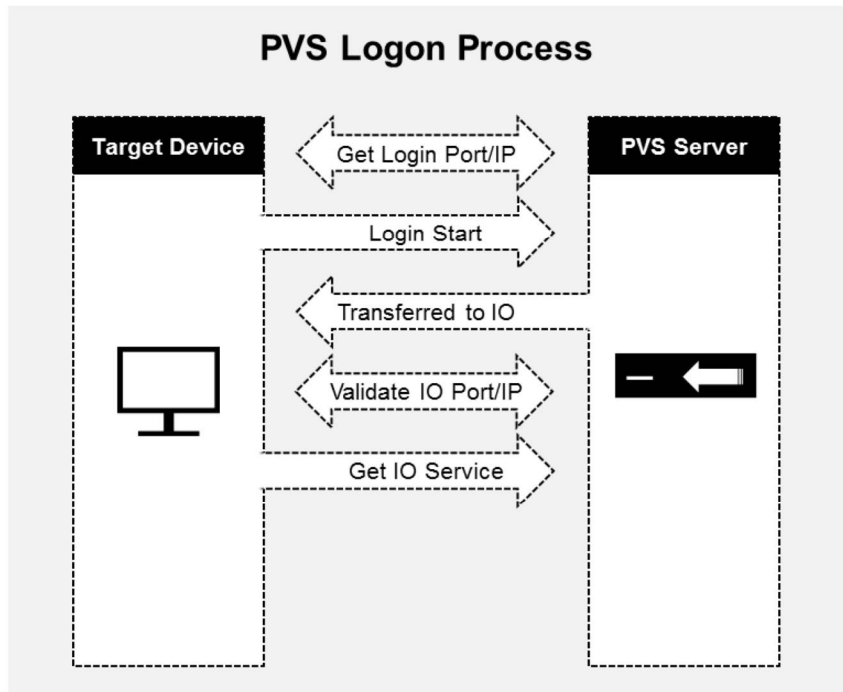 PVS Logon Process
Target Device
PVS Server
Get Login Port/IP
Login Start
Transferred to IO
Validate IO Port/IP
Get IO Service